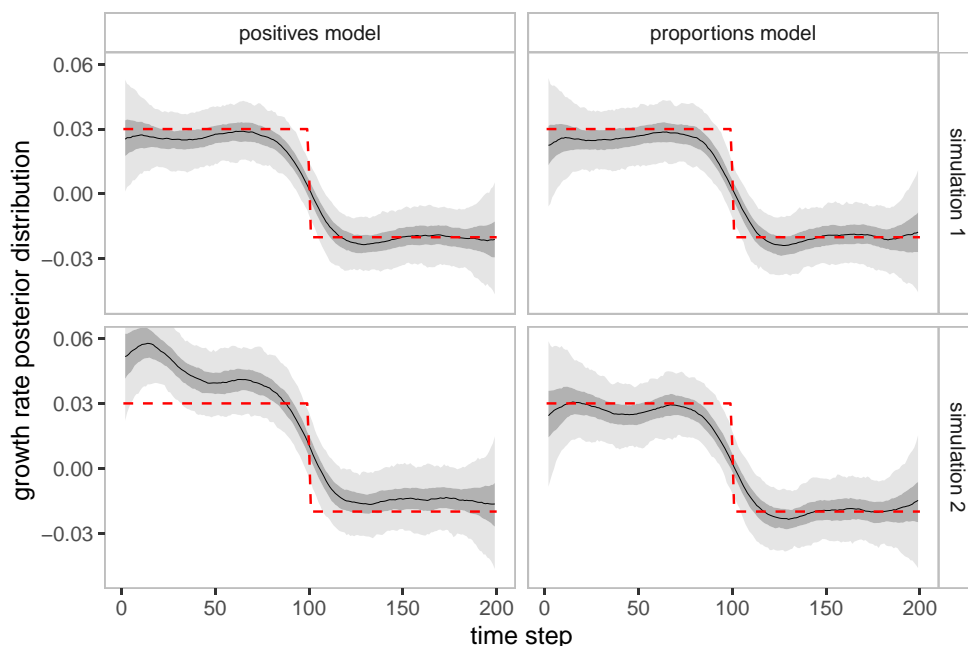 positives model
proportions model
growth rate posterior distribution
0.06
0.03
0.00
−0.03
simulation 1
0.06
0.03
0.00
−0.03
simulation 2
0 50 100 150 200
0 50 100 150 200
time step